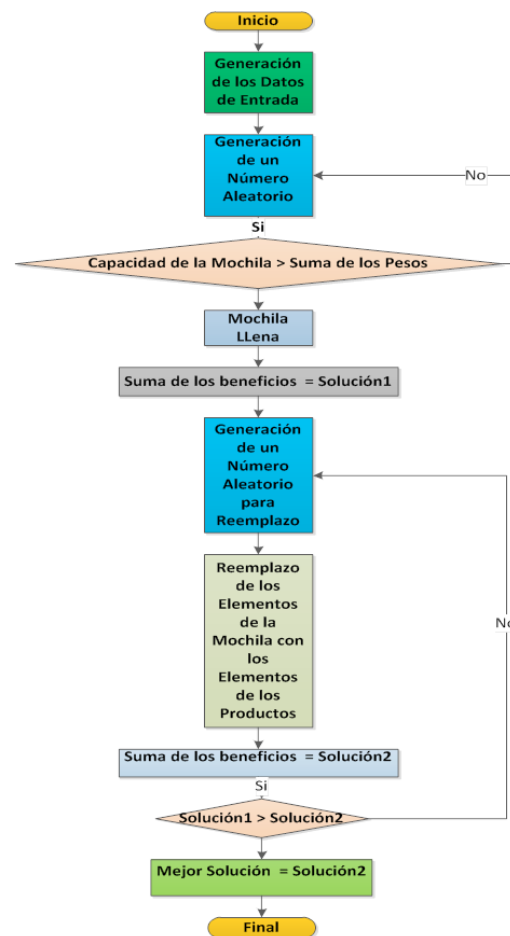 Inicio
Generación
de los Datos
de Entrada
Generación
de un
Número
Aleatorio
No
Si
Capacidad de la Mochila > Suma de los Pesos
Mochila
LLena
Suma de los beneficios = Solución1
Generación
de un
Número
Aleatorio
para
Reemplazo
Reemplazo
de los
Elementos
de la
Mochila con
los
Elementos
de los
Productos
No
Suma de los beneficios = Solución2
Si
Solución1 > Solución2
Mejor Solución = Solución2
Final